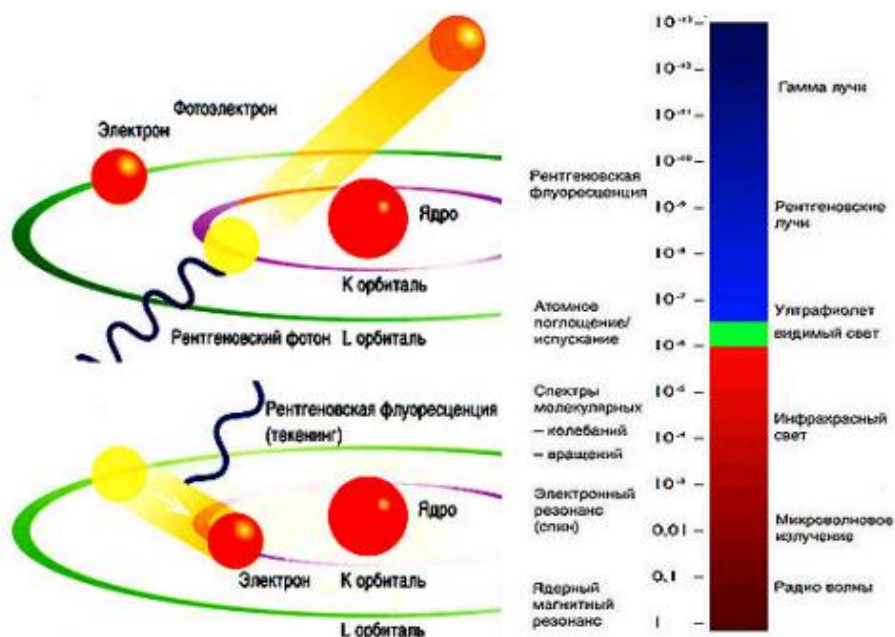 Фотоэлектрон
Электрон
Ядро
К орбиталь
Рентгеновский фотон
L орбиталь
Рентгеновская флуоресценция
(текенинг)
Ядро
Электрон
К орбиталь
L орбиталь
Рентгеновская
флуоресценция
Атомное
поглощение/
испускание
Спектры
молекулярных
– колебаний
– вращений
Электронный
резонанс
(спин)
Ядерный
магнитный
резонанс
10⁻¹³ –
10⁻¹² –
10⁻¹¹ –
10⁻¹⁰ –
10⁻⁹ –
10⁻⁸ –
10⁻⁷ –
10⁻⁶ –
10⁻⁵ –
10⁻⁴ –
10⁻³ –
0.01 –
0.1 –
1 –
Гамма лучи
Рентгеновские
лучи
Ултрафиолет
видимый свет
Инфракрасный
свет
Микроволновое
излучение
Радио волны